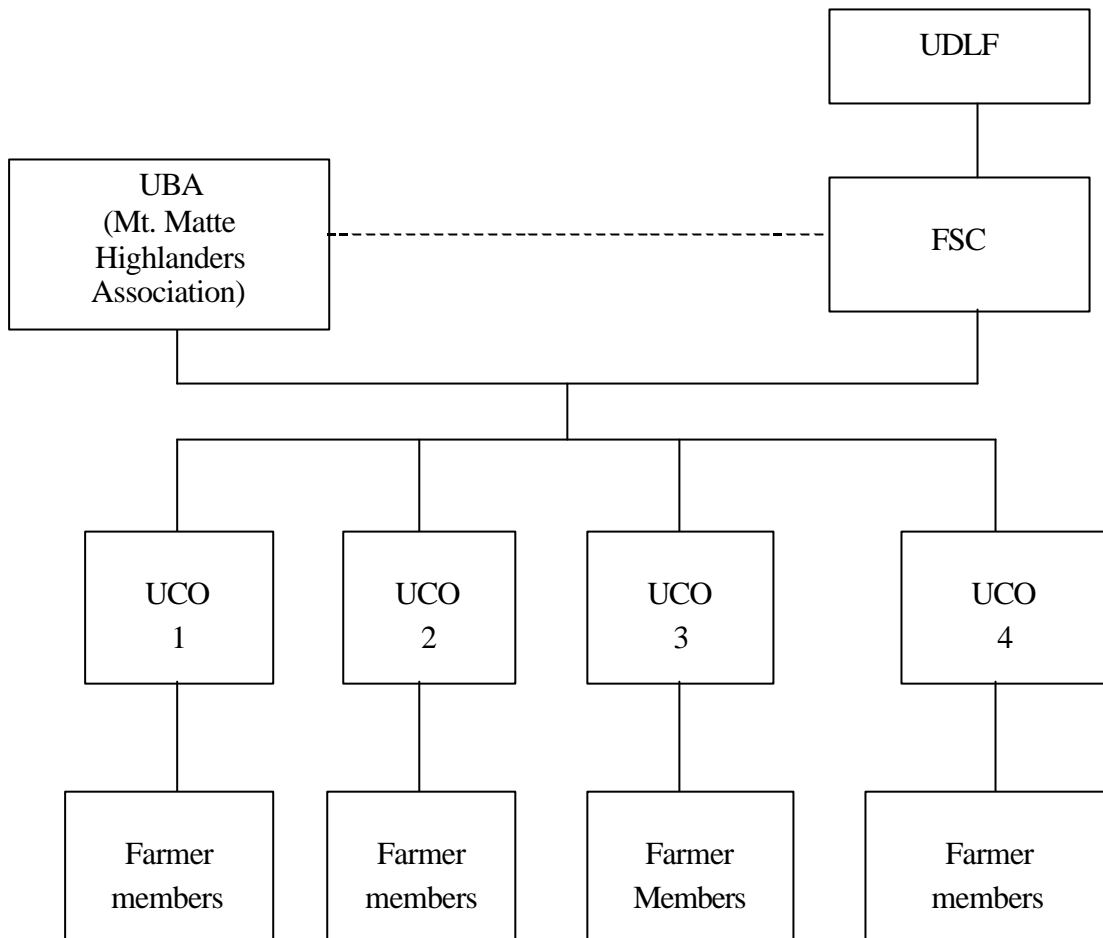 UDLF
UBA
(Mt. Matte
Highlanders
Association)
FSC
UCO
1
UCO
2
UCO
3
UCO
4
Farmer
members
Farmer
members
Farmer
Members
Farmer
members